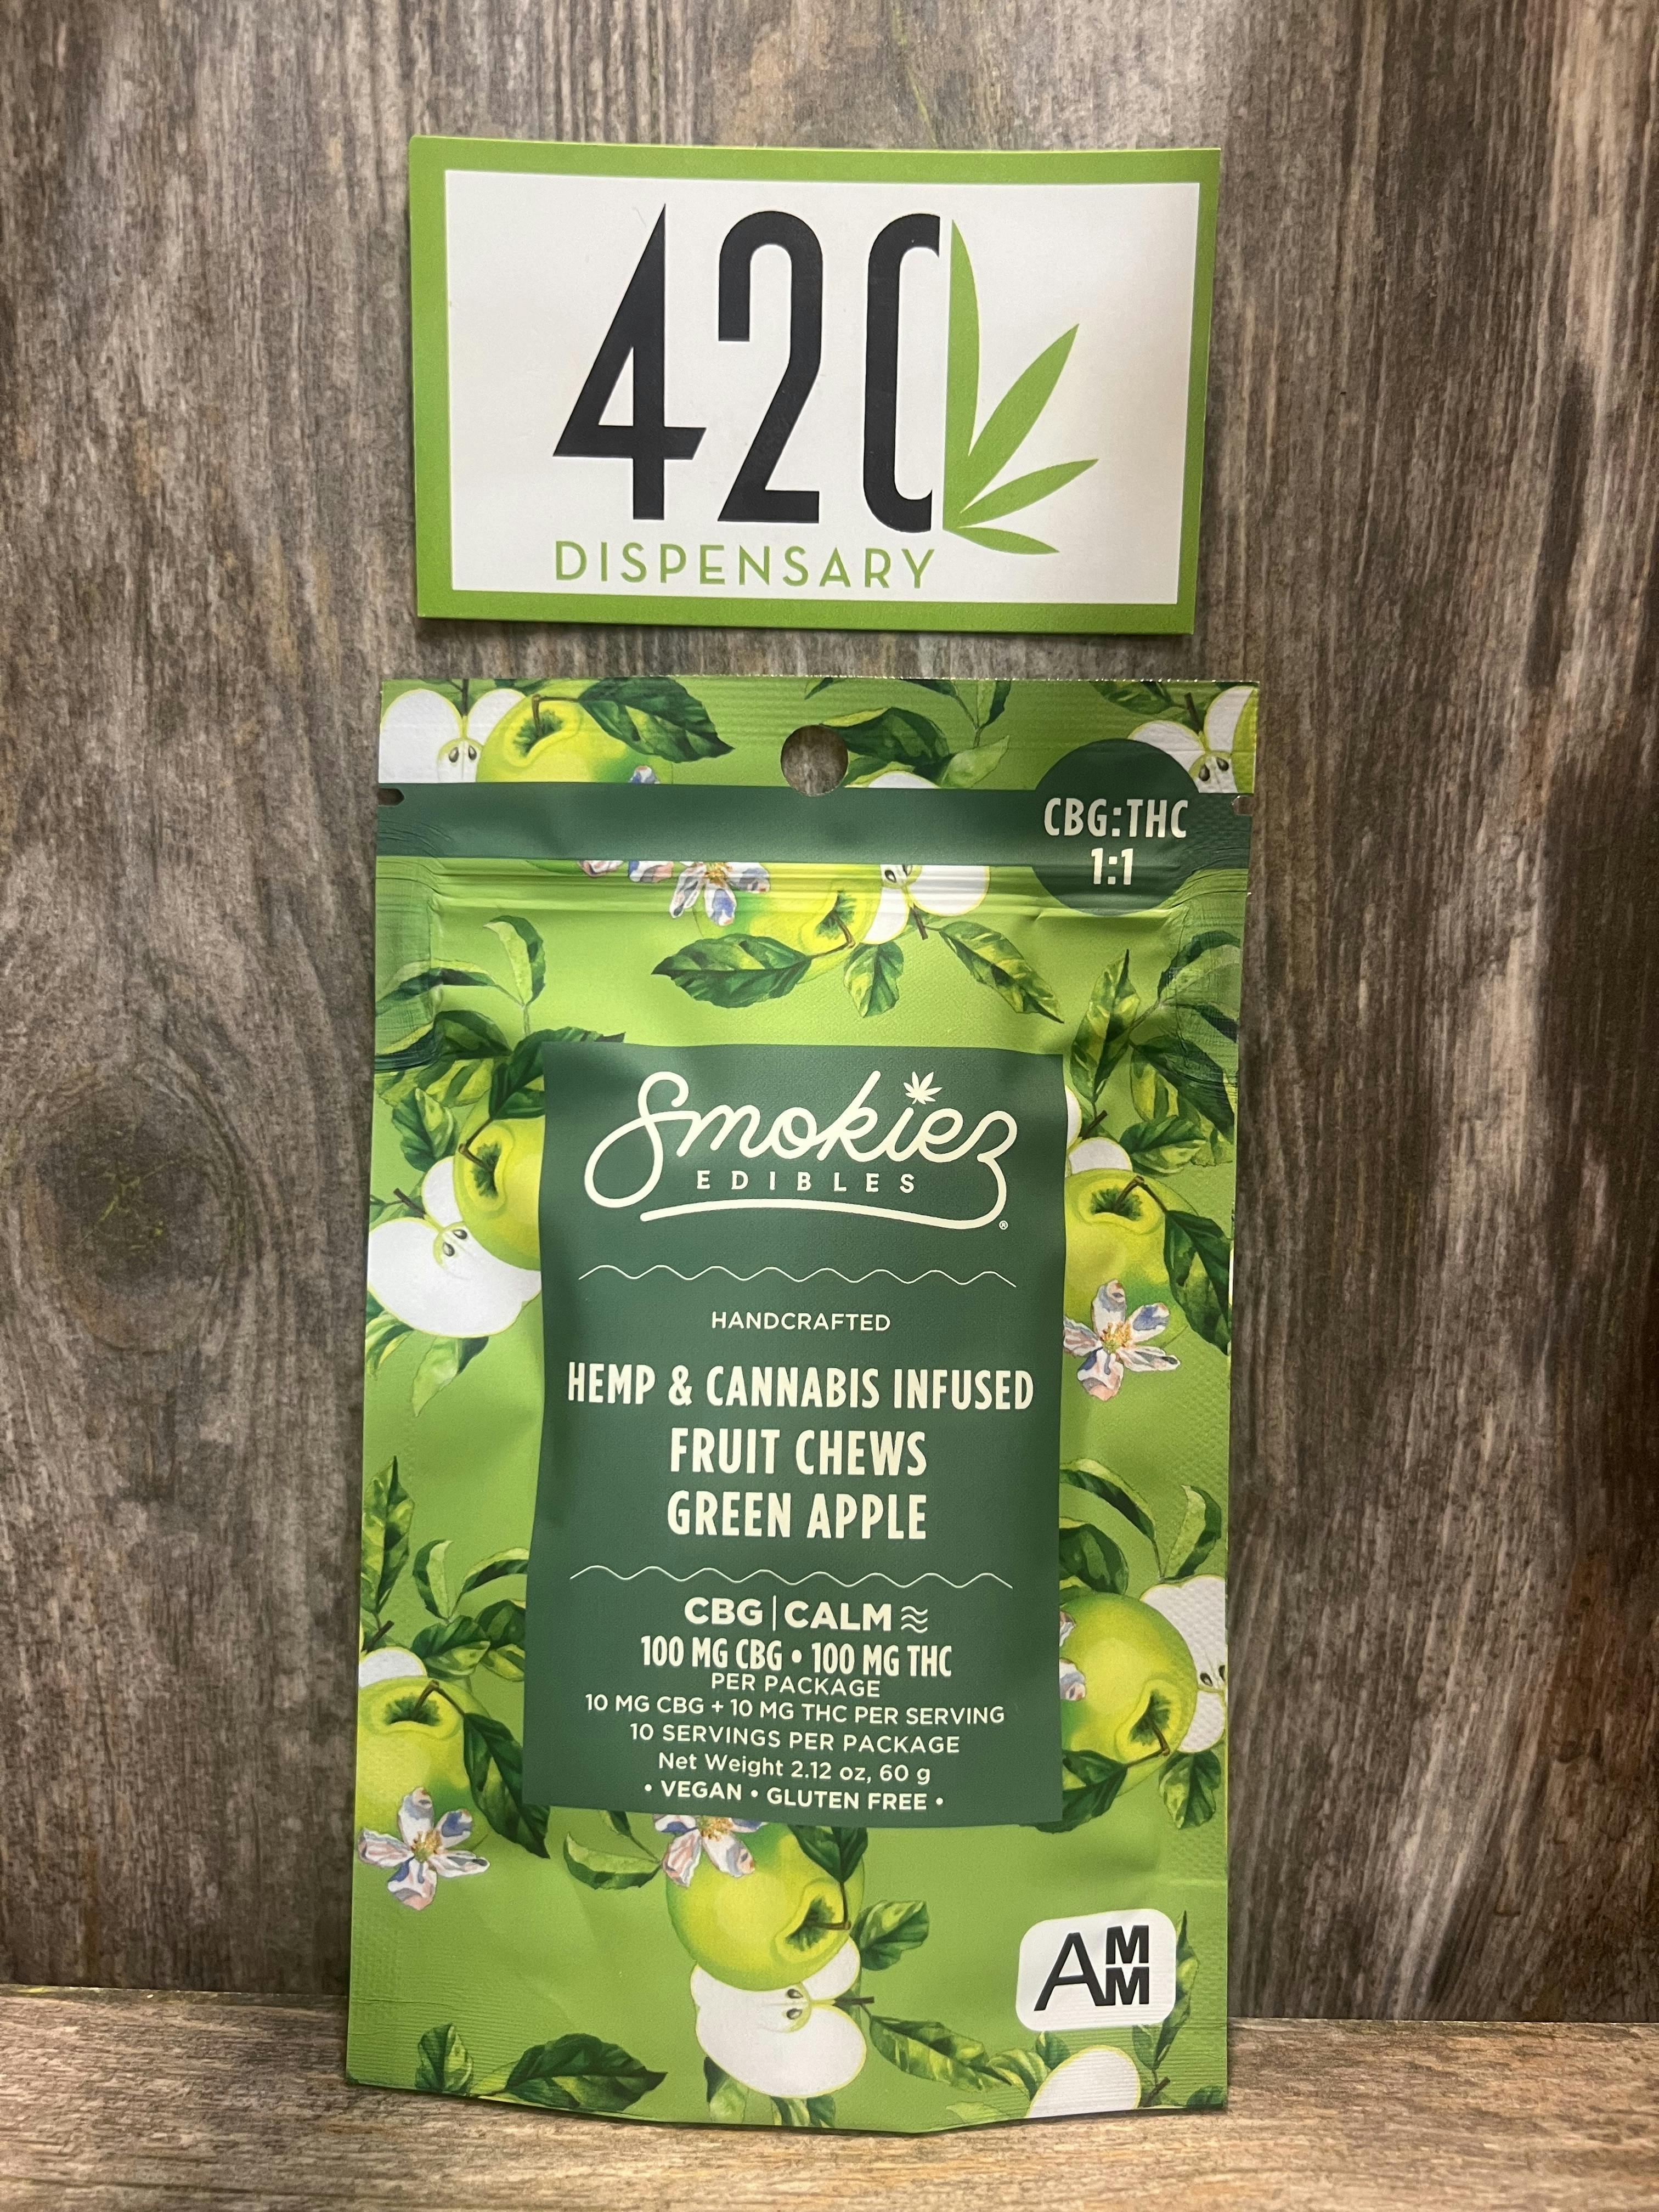 420
DISPENSARY
CBG:THC
1:1
Smokiez
EDIBLES
®
HANDCRAFTED
HEMP & CANNABIS INFUSED
FRUIT CHEWS
GREEN APPLE
CBG | CALM
100 MG CBG • 100 MG THC
PER PACKAGE
10 MG CBG + 10 MG THC PER SERVING
10 SERVINGS PER PACKAGE
Net Weight 2.12 oz, 60 g
• VEGAN • GLUTEN FREE •
AMM